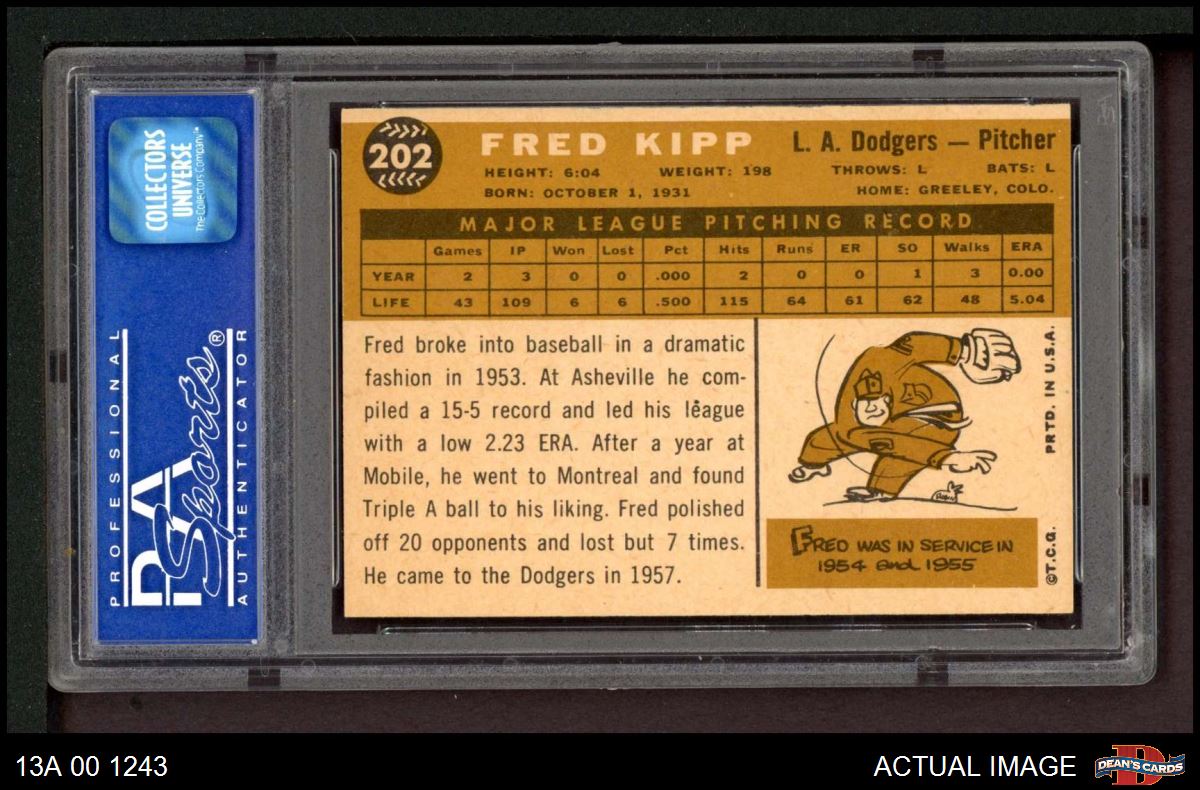 COLLECTORS
UNIVERSE™
The Collectors Company™
PROFESSIONAL
PSA
Sports®
AUTHENTICATOR
202
FRED KIPP
L. A. Dodgers — Pitcher
HEIGHT: 6:04 WEIGHT: 198 THROWS: L BATS: L
BORN: OCTOBER 1, 1931 HOME: GREELEY, COLO.
MAJOR LEAGUE PITCHING RECORD
Games IP Won Lost Pct Hits Runs ER SO Walks ERA
YEAR 2 3 0 0 .000 2 0 0 1 3 0.00
LIFE 43 109 6 6 .500 115 64 61 62 48 5.04
Fred broke into baseball in a dramatic
fashion in 1953. At Asheville he com-
piled a 15-5 record and led his league
with a low 2.23 ERA. After a year at
Mobile, he went to Montreal and found
Triple A ball to his liking. Fred polished
off 20 opponents and lost but 7 times.
He came to the Dodgers in 1957.
FRED WAS IN SERVICE IN
1954 and 1955
©T.C.G. PRTD. IN U.S.A.
13A 00 1243
ACTUAL IMAGE
D
DEAN'S CARDS